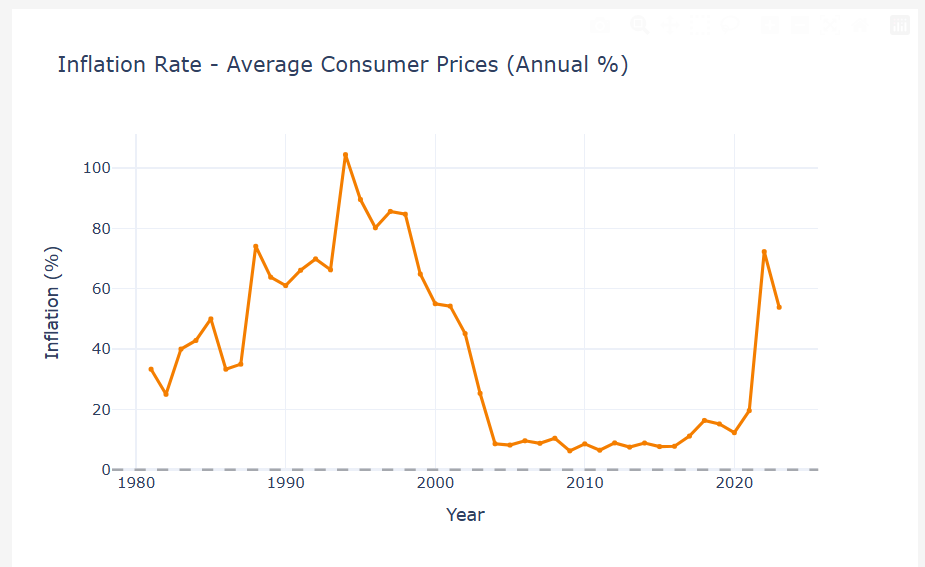 Inflation Rate - Average Consumer Prices (Annual %)
100
80
60
40
20
0
Inflation (%)
1980 1990 2000 2010 2020
Year